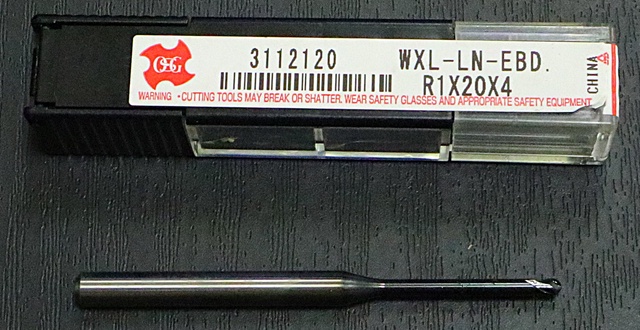 OSG
3112120 WXL-LN-EBD.
R1X20X4
WARNING •CUTTING TOOLS MAY BREAK OR SHATTER. WEAR SAFETY GLASSES AND APPROPRIATE SAFETY EQUIPMENT
CHINA